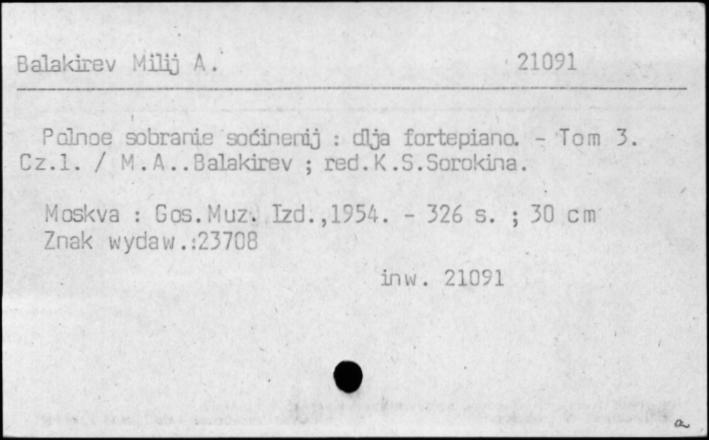 Balakirev Milij A. 21091
Polnoe sobranie sočinenij : dlja fortepiano. - Tom 3.
Cz.1. / M.A..Balakirev ; red.K.S.Sorokina.
Moskva : Gos.Muz. Izd.,1954. - 326 s. ; 30 cm
Znak wydaw.:23708
inw. 21091
a